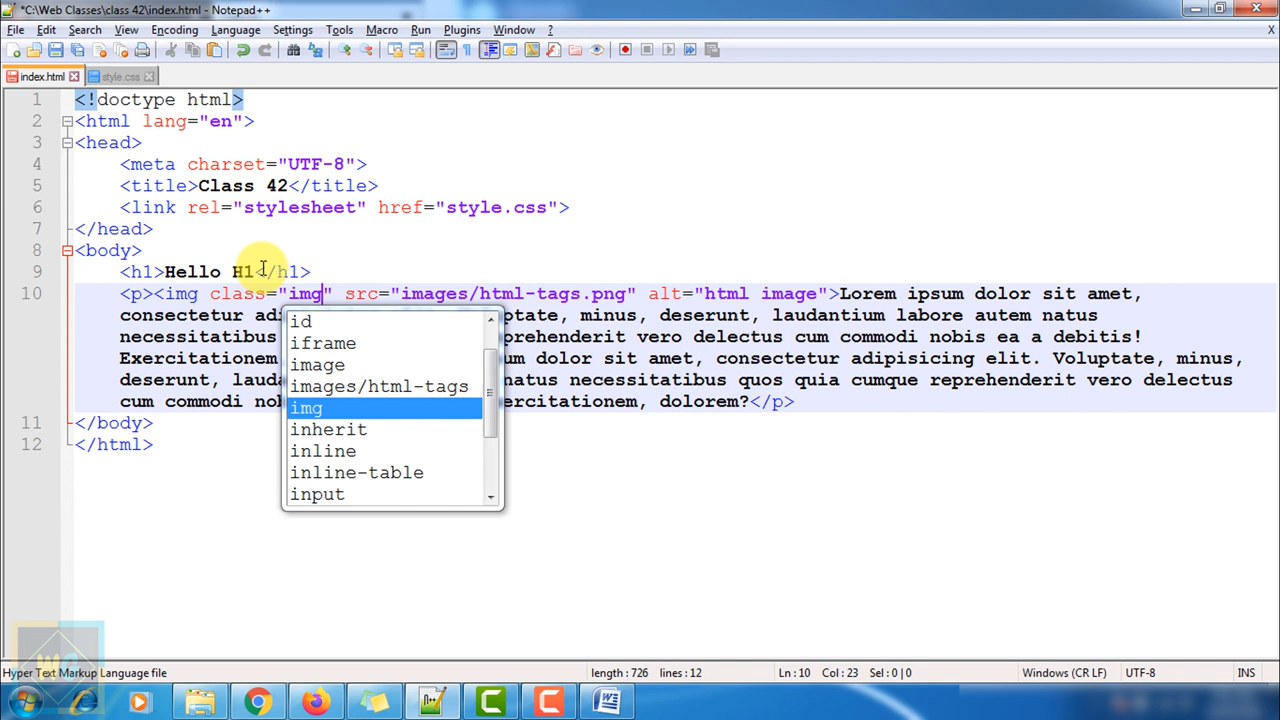 *C:\Web Classes\class 42\index.html - Notepad++
File Edit Search View Encoding Language Settings Tools Macro Run Plugins Window ? X
index.html style.css
1 <!doctype html>
2 <html lang="en">
3 <head>
4 <meta charset="UTF-8">
5 <title>Class 42</title>
6 <link rel="stylesheet" href="style.css">
7 </head>
8 <body>
9 <h1>Hello H1</h1>
10 <p><img class="img" src="images/html-tags.png" alt="html image">Lorem ipsum dolor sit amet,
consectetur minus, deserunt, laudantium labore autem natus
necessitatibus reprehenderit vero delectus cum commodi nobis ea a debitis!
Exercitationem dolor sit amet, consectetur adipisicing elit. Voluptate, minus,
deserunt, natus necessitatibus quos quia cumque reprehenderit vero delectus
cum commodi dolorem?</p>
11 </body>
12 </html>
id
iframe
image
images/html-tags
img
inherit
inline
inline-table
input
Hyper Text Markup Language file length : 726 lines : 12 Ln : 10 Col : 23 Sel : 0 | 0 Windows (CR LF) UTF-8 INS